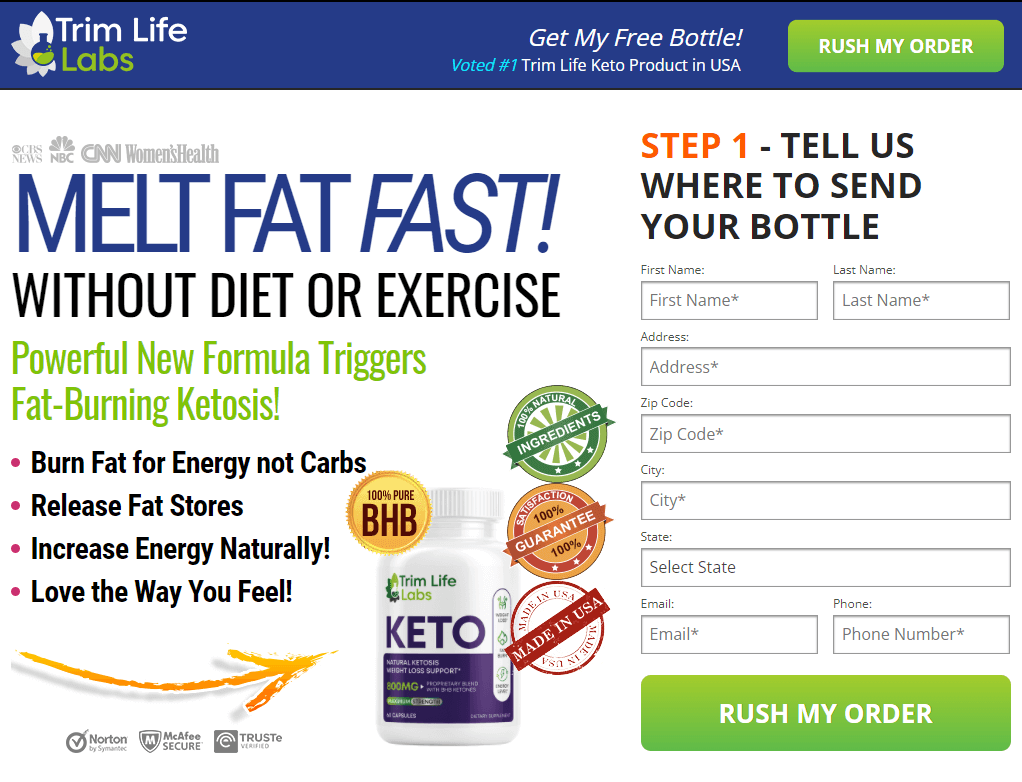 Trim Life
Labs
Get My Free Bottle!
Voted #1 Trim Life Keto Product in USA
RUSH MY ORDER
CBS
NEWS
NBC
CNN
Women'sHealth
MELT FAT FAST!
WITHOUT DIET OR EXERCISE
Powerful New Formula Triggers
Fat-Burning Ketosis!
• Burn Fat for Energy not Carbs
• Release Fat Stores
• Increase Energy Naturally!
• Love the Way You Feel!
100% PURE
BHB
100% NATURAL
INGREDIENTS
SATISFACTION
100%
GUARANTEE
100%
MADE IN USA
MADE IN USA
MADE IN USA
Trim Life
Labs
KETO
NATURAL KETOSIS
WEIGHT LOSS SUPPORT*
800MG
PROPRIETARY BLEND
WITH BHB KETONES
MAXIMUM STRENGTH
60 CAPSULES
DIETARY SUPPLEMENT
Norton
by Symantec
McAfee
SECURE
TRUSTe
VERIFIED
STEP 1 - TELL US
WHERE TO SEND
YOUR BOTTLE
First Name:
Last Name:
First Name*
Last Name*
Address:
Address*
Zip Code:
Zip Code*
City:
City*
State:
Select State
Email:
Phone:
Email*
Phone Number*
RUSH MY ORDER